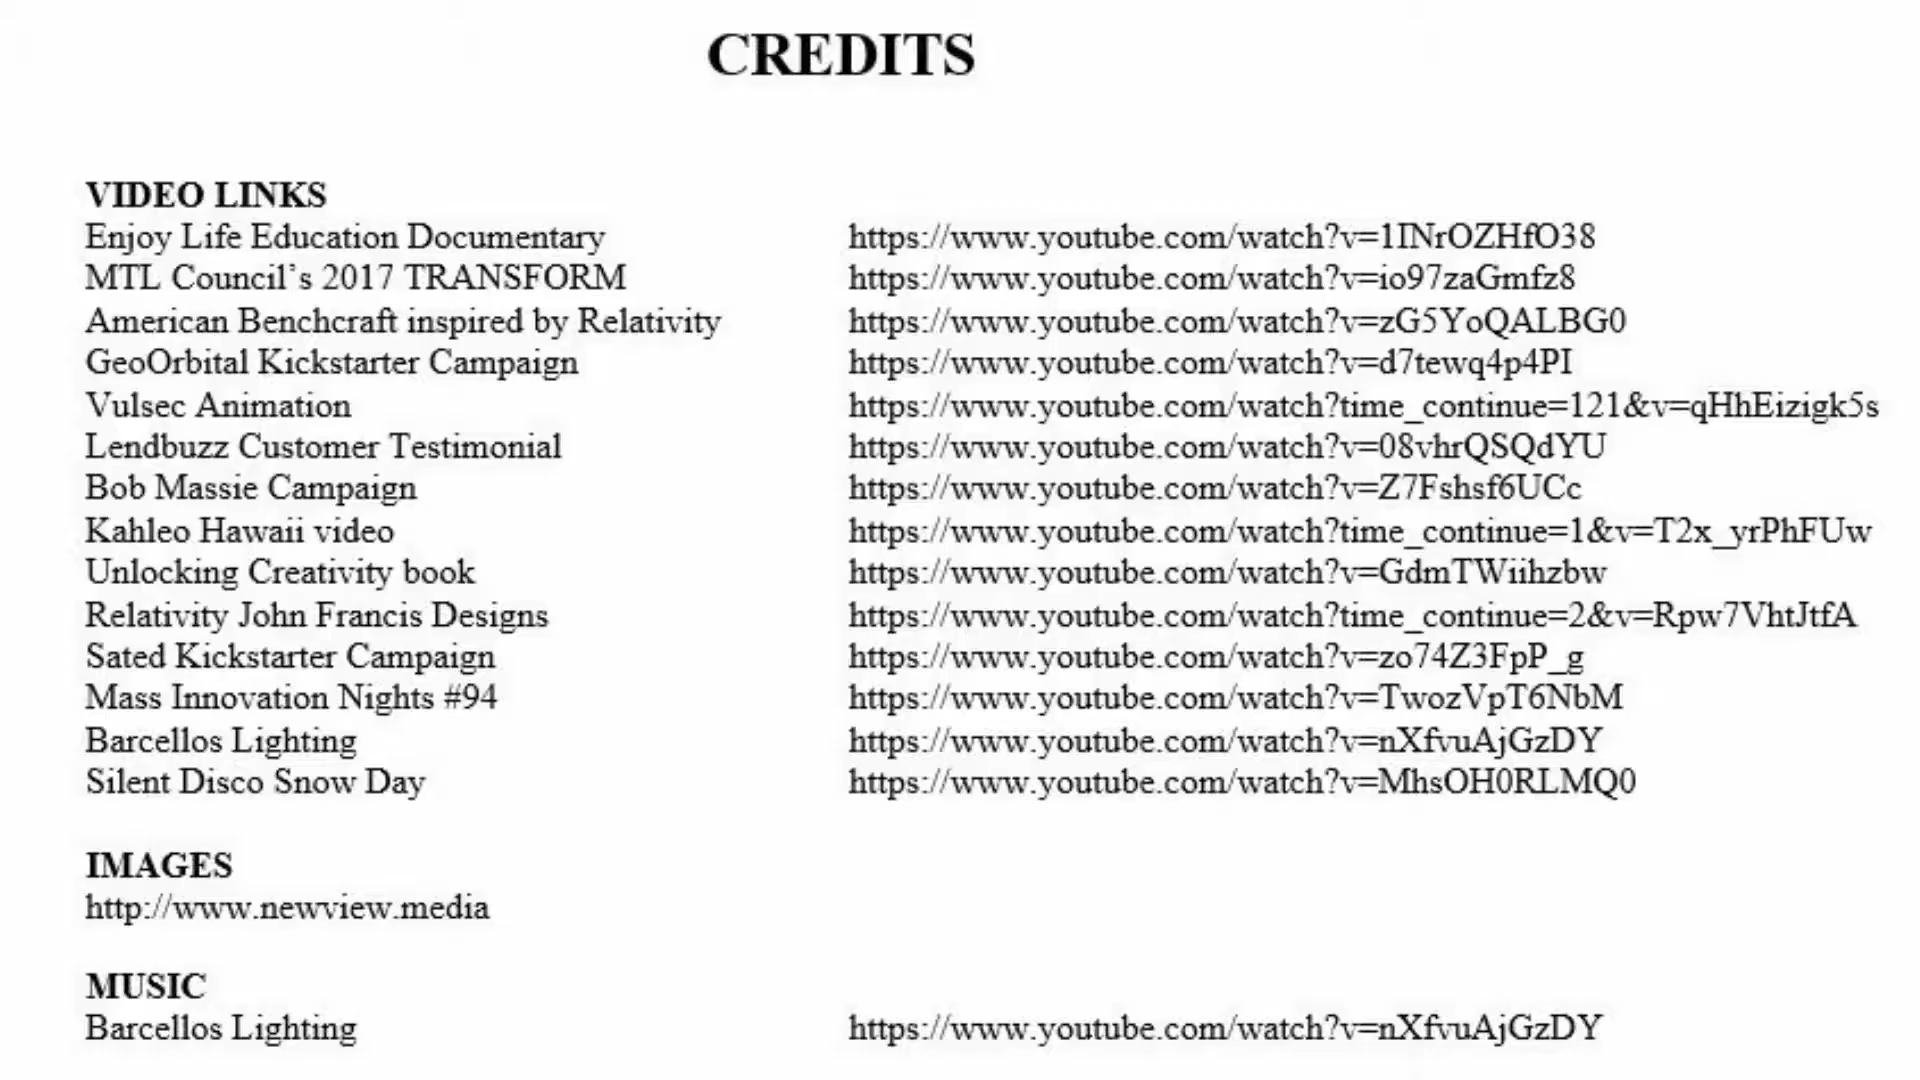 CREDITS
VIDEO LINKS
Enjoy Life Education Documentary https://www.youtube.com/watch?v=1INrOZHfO38
MTL Council's 2017 TRANSFORM https://www.youtube.com/watch?v=io97zaGmfz8
American Benchcraft inspired by Relativity https://www.youtube.com/watch?v=zG5YoQALBG0
GeoOrbital Kickstarter Campaign https://www.youtube.com/watch?v=d7tewq4p4PI
Vulsec Animation https://www.youtube.com/watch?time_continue=121&v=qHhEizigk5s
Lendbuzz Customer Testimonial https://www.youtube.com/watch?v=08vhrQSQdYU
Bob Massie Campaign https://www.youtube.com/watch?v=Z7Fshsf6UCc
Kahleo Hawaii video https://www.youtube.com/watch?time_continue=1&v=T2x_yrPhFUw
Unlocking Creativity book https://www.youtube.com/watch?v=GdmTWiihzbw
Relativity John Francis Designs https://www.youtube.com/watch?time_continue=2&v=Rpw7VhtJtfA
Sated Kickstarter Campaign https://www.youtube.com/watch?v=zo74Z3FpP_g
Mass Innovation Nights #94 https://www.youtube.com/watch?v=TwozVpT6NbM
Barcellos Lighting https://www.youtube.com/watch?v=nXfvuAjGzDY
Silent Disco Snow Day https://www.youtube.com/watch?v=MhsOH0RLMQ0
IMAGES
http://www.newview.media
MUSIC
Barcellos Lighting https://www.youtube.com/watch?v=nXfvuAjGzDY